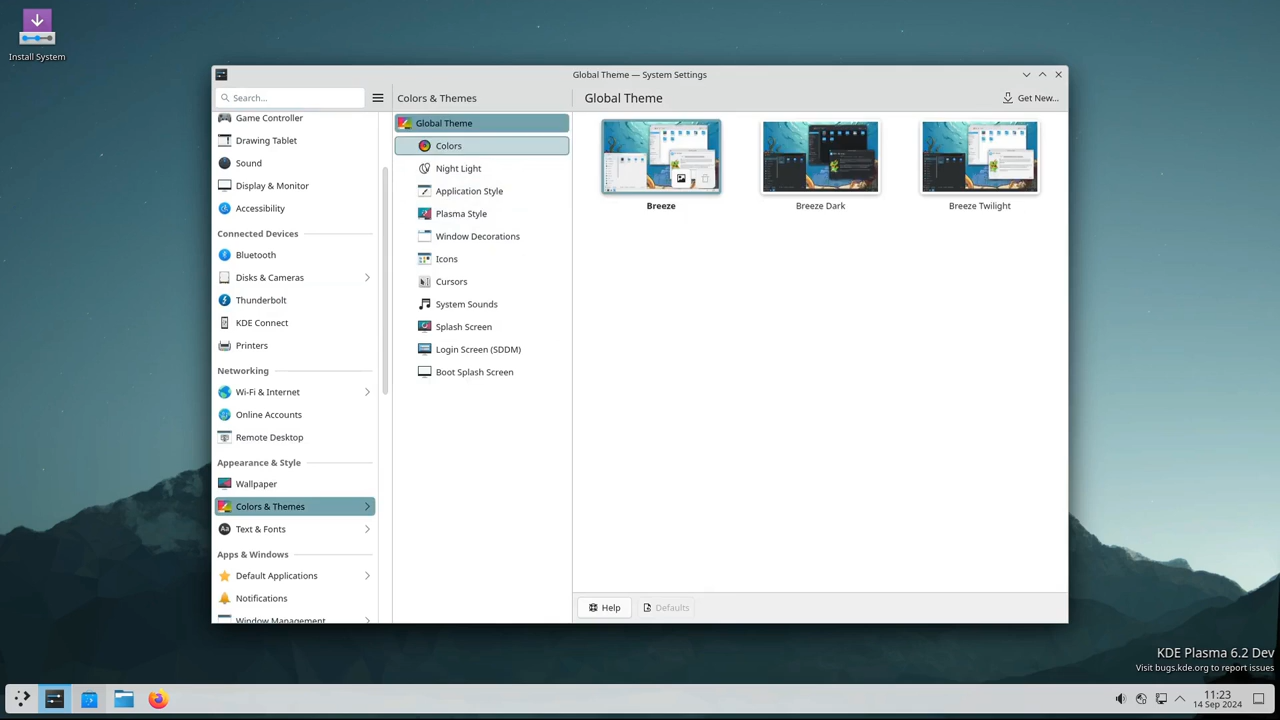 Install System
Global Theme — System Settings
Search...
Colors & Themes
Global Theme
Get New...
Game Controller
Drawing Tablet
Sound
Display & Monitor
Accessibility
Connected Devices
Bluetooth
Disks & Cameras
Thunderbolt
KDE Connect
Printers
Networking
Wi-Fi & Internet
Online Accounts
Remote Desktop
Appearance & Style
Wallpaper
Colors & Themes
Text & Fonts
Apps & Windows
Default Applications
Notifications
Window Management
Global Theme
Colors
Night Light
Application Style
Plasma Style
Window Decorations
Icons
Cursors
System Sounds
Splash Screen
Login Screen (SDDM)
Boot Splash Screen
Breeze
Breeze Dark
Breeze Twilight
Help
Defaults
KDE Plasma 6.2 Dev
Visit bugs.kde.org to report issues
11:23
14 Sep 2024